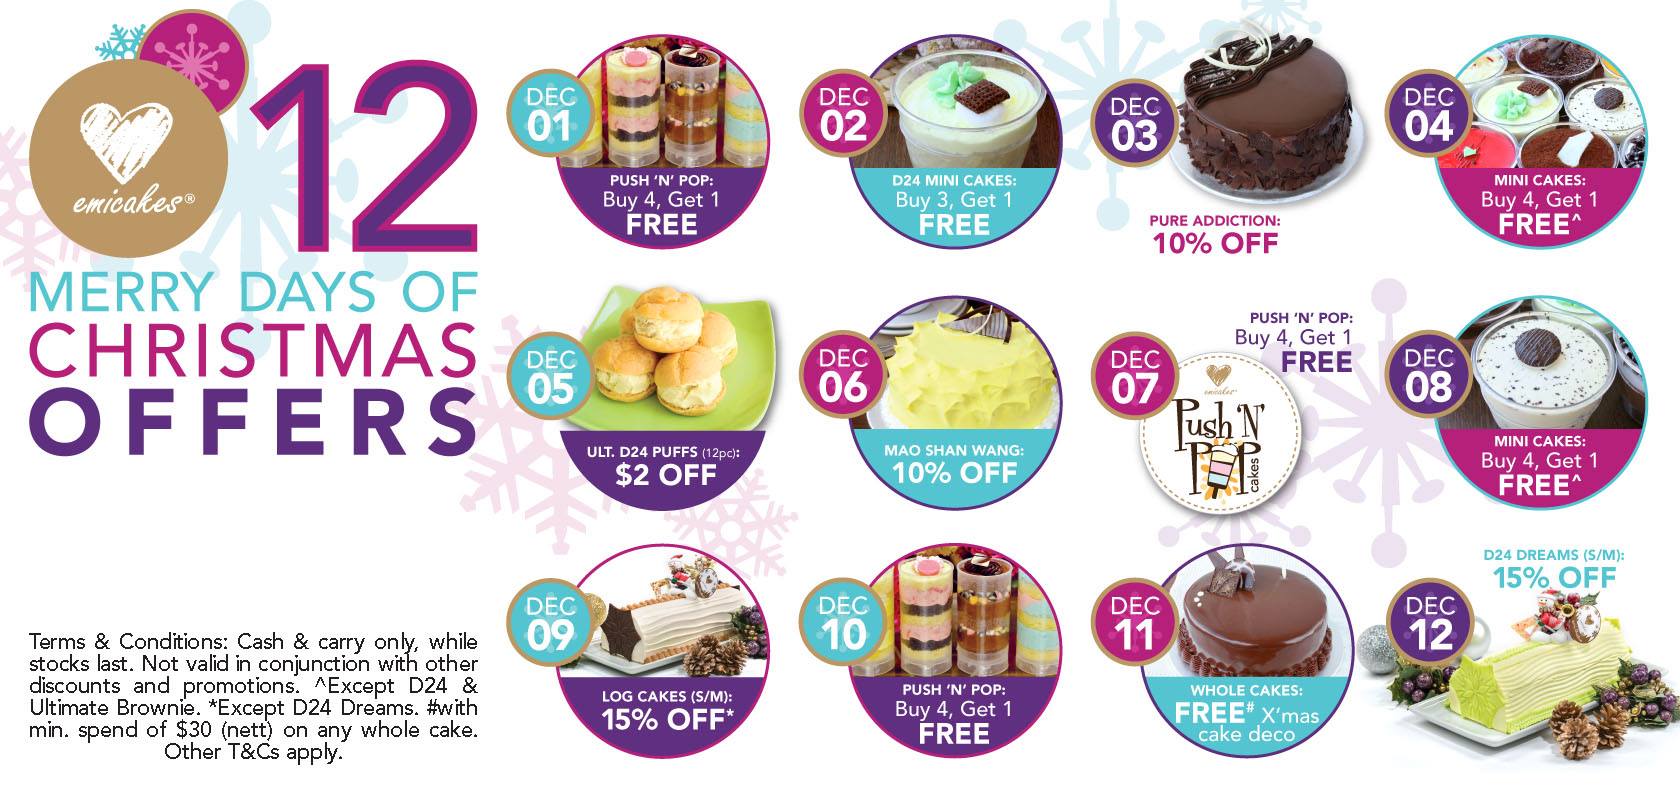 emicakes®
12
MERRY DAYS OF
CHRISTMAS
OFFERS
DEC
01
PUSH 'N' POP:
Buy 4, Get 1
FREE
DEC
02
D24 MINI CAKES:
Buy 3, Get 1
FREE
DEC
03
PURE ADDICTION:
10% OFF
DEC
04
MINI CAKES:
Buy 4, Get 1
FREE^
DEC
05
ULT. D24 PUFFS (12pc):
$2 OFF
DEC
06
MAO SHAN WANG:
10% OFF
DEC
07
PUSH 'N' POP:
Buy 4, Get 1
FREE
emicakes
Push 'N'
POP
cakes
DEC
08
MINI CAKES:
Buy 4, Get 1
FREE^
DEC
09
LOG CAKES (S/M):
15% OFF*
DEC
10
PUSH 'N' POP:
Buy 4, Get 1
FREE
DEC
11
WHOLE CAKES:
FREE# X'mas
cake deco
DEC
12
D24 DREAMS (S/M):
15% OFF
Terms & Conditions: Cash & carry only, while
stocks last. Not valid in conjunction with other
discounts and promotions. ^Except D24 &
Ultimate Brownie. *Except D24 Dreams. #with
min. spend of $30 (nett) on any whole cake.
Other T&Cs apply.